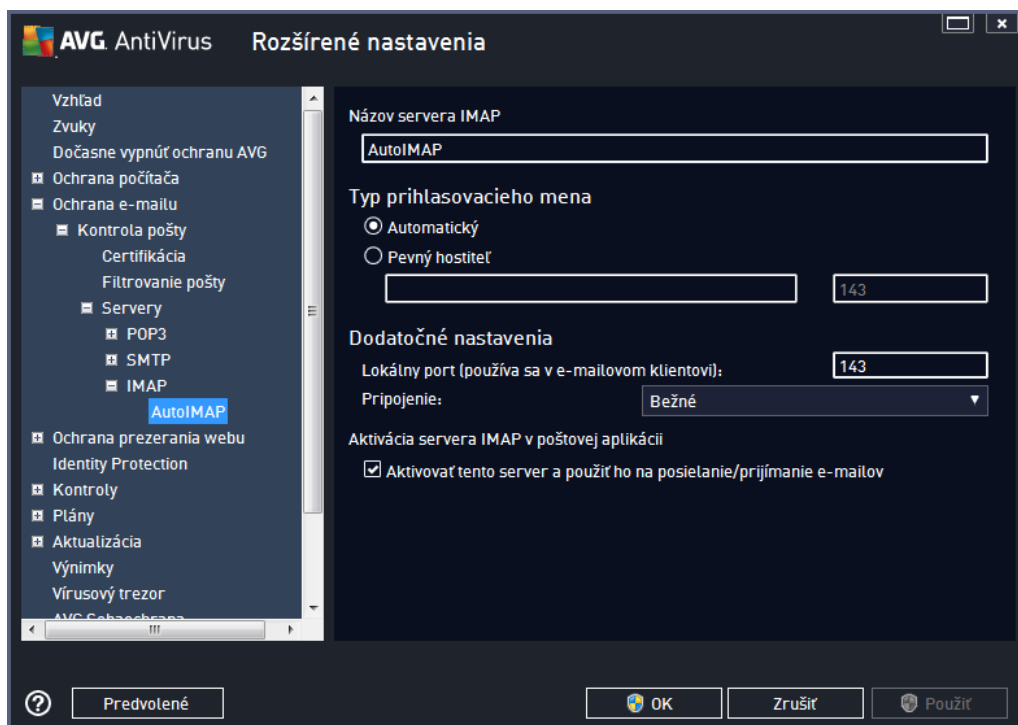 AVG. AntiVirus
Rozšírené nastavenia
Vzhľad
Zvuky
Dočasne vypnúť ochranu AVG
Ochrana počítača
Ochrana e-mailu
Kontrola pošty
Certifikácia
Filtrovanie pošty
Servery
POP3
SMTP
IMAP
AutoIMAP
Ochrana prezerania webu
Identity Protection
Kontroly
Plány
Aktualizácia
Výnimky
Vírusový trezor
AVG Sebaochrana
Názov servera IMAP
AutoIMAP
Typ prihlasovacieho mena
Automatický
Pevný hostiteľ
143
Dodatočné nastavenia
Lokálny port (používa sa v e-mailovom klientovi):
143
Pripojenie:
Bežné
Aktivácia servera IMAP v poštovej aplikácii
Aktivovať tento server a použiť ho na posielanie/prijímanie e-mailov
Predvolené
OK
Zrušiť
Použiť